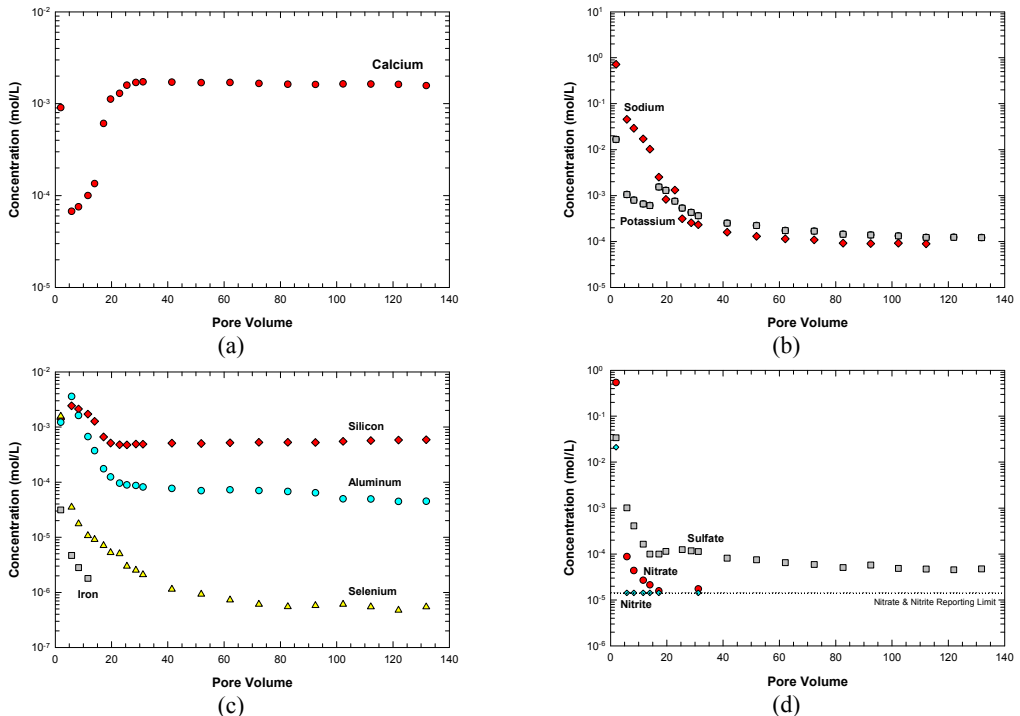 10⁻²
10⁻³
10⁻⁴
10⁻⁵
Concentration (mol/L)
Calcium
0 20 40 60 80 100 120 140
Pore Volume
(a)
10¹
10⁰
10⁻¹
10⁻²
10⁻³
10⁻⁴
10⁻⁵
Concentration (mol/L)
Sodium
Potassium
0 20 40 60 80 100 120 140
Pore Volume
(b)
10⁻²
10⁻³
10⁻⁴
10⁻⁵
10⁻⁶
10⁻⁷
Concentration (mol/L)
Silicon
Aluminum
Iron
Selenium
0 20 40 60 80 100 120 140
Pore Volume
(c)
10⁰
10⁻¹
10⁻²
10⁻³
10⁻⁴
10⁻⁵
10⁻⁶
Concentration (mol/L)
Sulfate
Nitrate
Nitrite
Nitrate & Nitrite Reporting Limit
0 20 40 60 80 100 120 140
Pore Volume
(d)